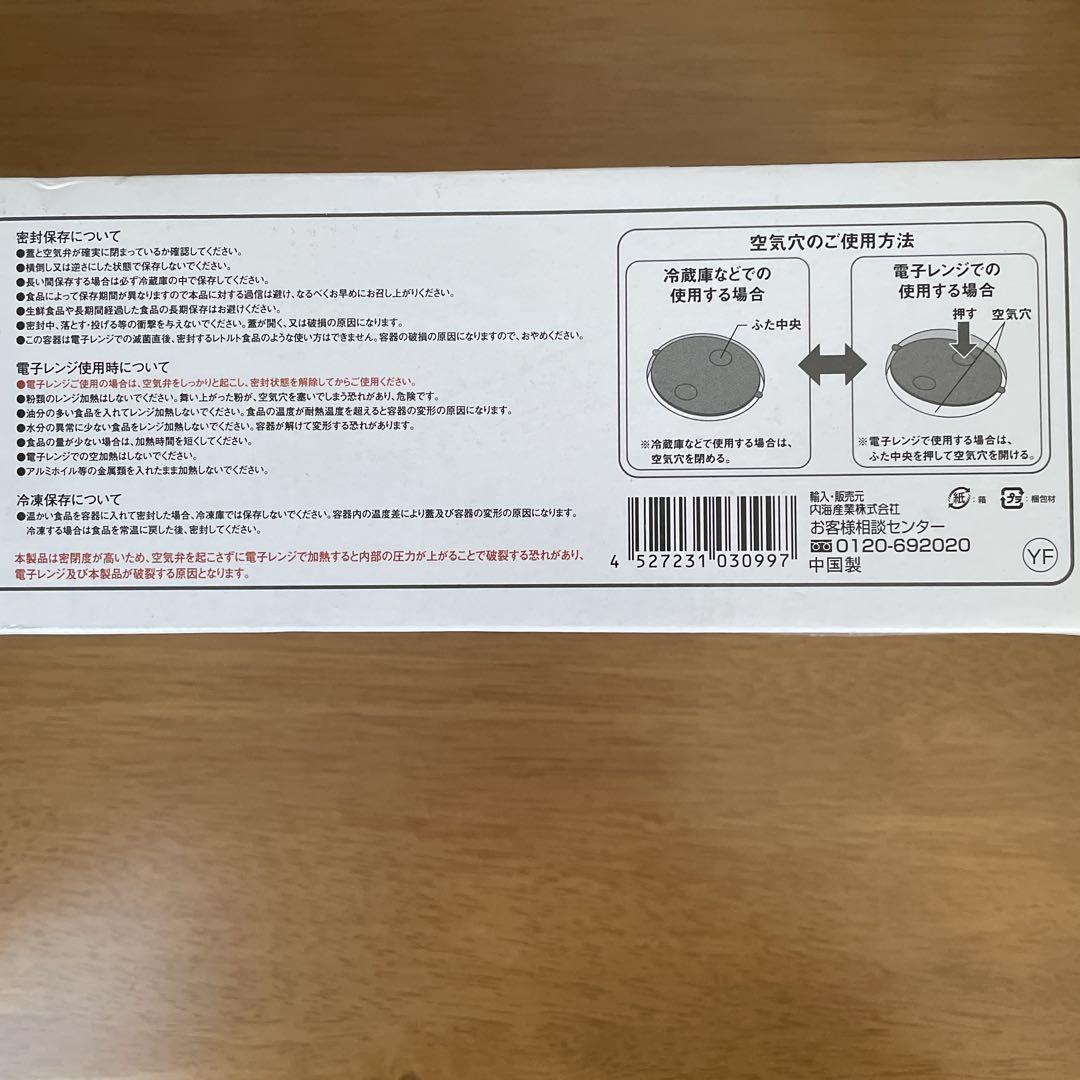 密封保存について
●蓋と空気弁が確実に閉まっているか確認してください。
●横倒し又は逆さにした状態で保存しないでください。
●長い間保存する場合は必ず冷蔵庫の中で保存してください。
●食品によって保存期間が異なりますので本品に対する過信は避け、なるべくお早めにお召し上がりください。
●生鮮食品や長期間経過した食品の長期保存はお避けください。
●密封中、落とす・投げる等の衝撃を与えないでください。蓋が開く、又は破損の原因になります。
●この容器は電子レンジでの滅菌直後、密封するレトルト食品のような使い方はできません。容器の破損の原因になりますので、おやめください。
電子レンジ使用時について
●電子レンジご使用の場合は、空気弁をしっかりと起こし、密封状態を解除してからご使用ください。
●粉類のレンジ加熱はしないでください。舞い上がった粉が、空気穴を塞いでしまう恐れがあり、危険です。
●油分の多い食品を入れてレンジ加熱しないでください。食品の温度が耐熱温度を超えると容器の変形の原因になります。
●水分の異常に少ない食品をレンジ加熱しないでください。容器が解けて変形する恐れがあります。
●食品の量が少ない場合は、加熱時間を短くしてください。
●電子レンジでの空加熱はしないでください。
●アルミホイル等の金属類を入れたまま加熱しないでください。
冷凍保存について
●温かい食品を容器に入れて密封した場合、冷凍庫では保存しないでください。容器内の温度差により蓋及び容器の変形の原因になります。
冷凍する場合は食品を常温に戻した後、密封してください。
本製品は密閉度が高いため、空気弁を起こさずに電子レンジで加熱すると内部の圧力が上がることで破裂する恐れがあり、
電子レンジ及び本製品が破裂する原因となります。
空気穴のご使用方法
冷蔵庫などでの
使用する場合
ふた中央
※冷蔵庫などで使用する場合は、
空気穴を閉める。
電子レンジでの
使用する場合
押す 空気穴
※電子レンジで使用する場合は、
ふた中央を押して空気穴を開ける。
4 527231 030997
輸入・販売元
内海産業株式会社
お客様相談センター
0120-692020
中国製
紙:箱
プラ:梱包材
YF